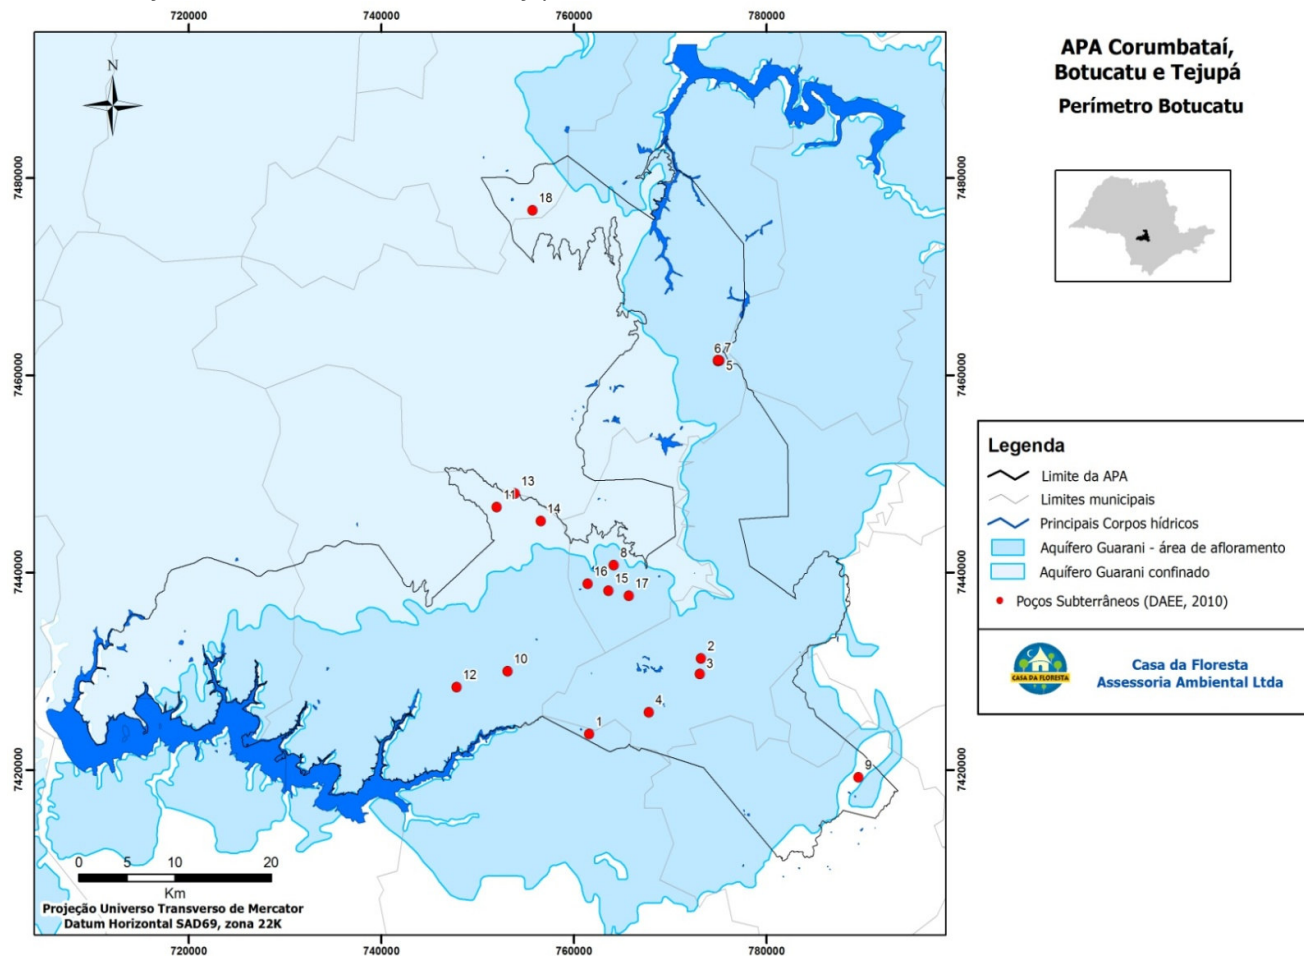 720000
740000
760000
780000
N
7480000
7460000
7440000
7420000
7480000
7460000
7440000
7420000
18
6
7
5
13
11
14
8
16
15
17
2
3
10
12
4
1
9
0
5
10
20
Km
Projeção Universo Transverso de Mercator
Datum Horizontal SAD69, zona 22K
720000
740000
760000
780000
APA Corumbataí,
Botucatu e Tejupá
Perímetro Botucatu
Legenda
Limite da APA
Limites municipais
Principais Corpos hídricos
Aquífero Guarani - área de afloramento
Aquífero Guarani confinado
Poços Subterrâneos (DAEE, 2010)
CASA DA FLORESTA
Casa da Floresta
Assessoria Ambiental Ltda